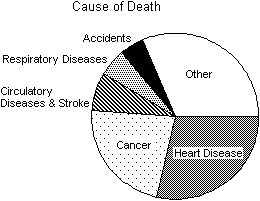 Cause of Death
Accidents
Respiratory Diseases
Other
Circulatory
Diseases & Stroke
Cancer
Heart Disease